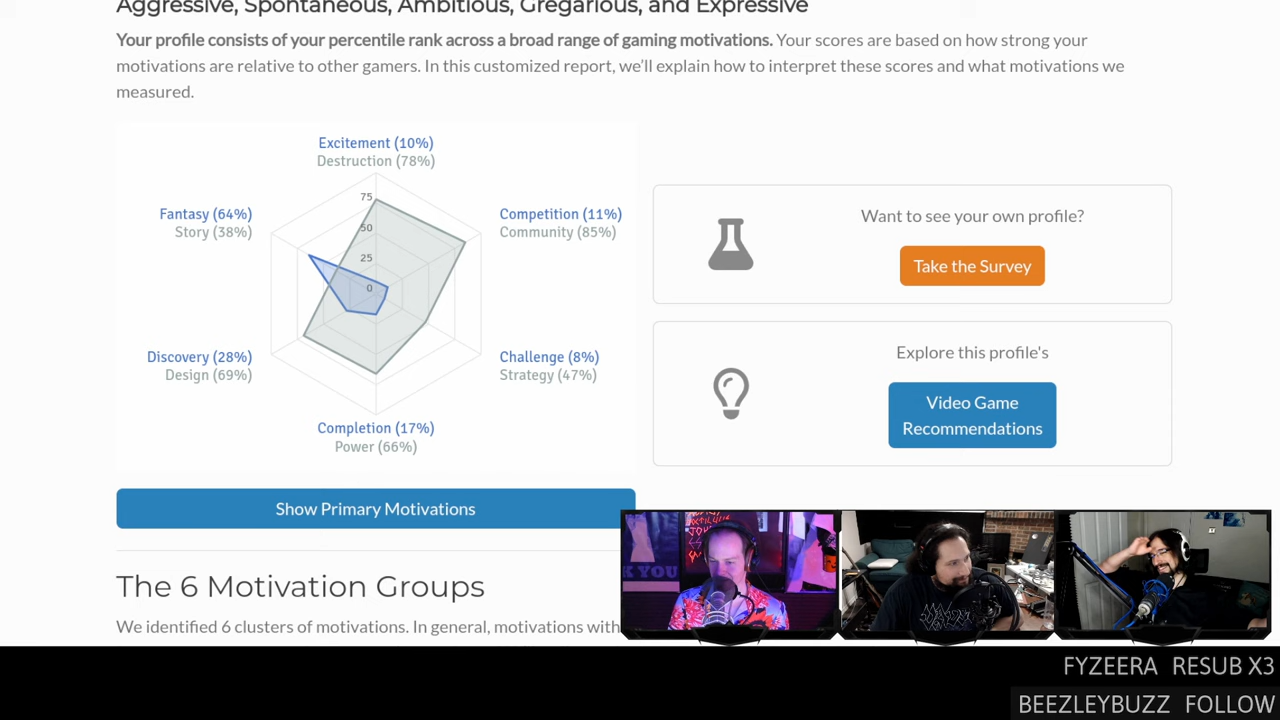 Aggressive, Spontaneous, Ambitious, Gregarious, and Expressive
Your profile consists of your percentile rank across a broad range of gaming motivations. Your scores are based on how strong your
motivations are relative to other gamers. In this customized report, we’ll explain how to interpret these scores and what motivations we
measured.
Excitement (10%)
Destruction (78%)
Fantasy (64%)
Story (38%)
Competition (11%)
Community (85%)
75
50
25
0
Discovery (28%)
Design (69%)
Challenge (8%)
Strategy (47%)
Completion (17%)
Power (66%)
Want to see your own profile?
Take the Survey
Explore this profile's
Video Game
Recommendations
Show Primary Motivations
The 6 Motivation Groups
We identified 6 clusters of motivations. In general, motivations with
K YOU
FYZEERA RESUB X3
BEEZLEYBUZZ FOLLOW